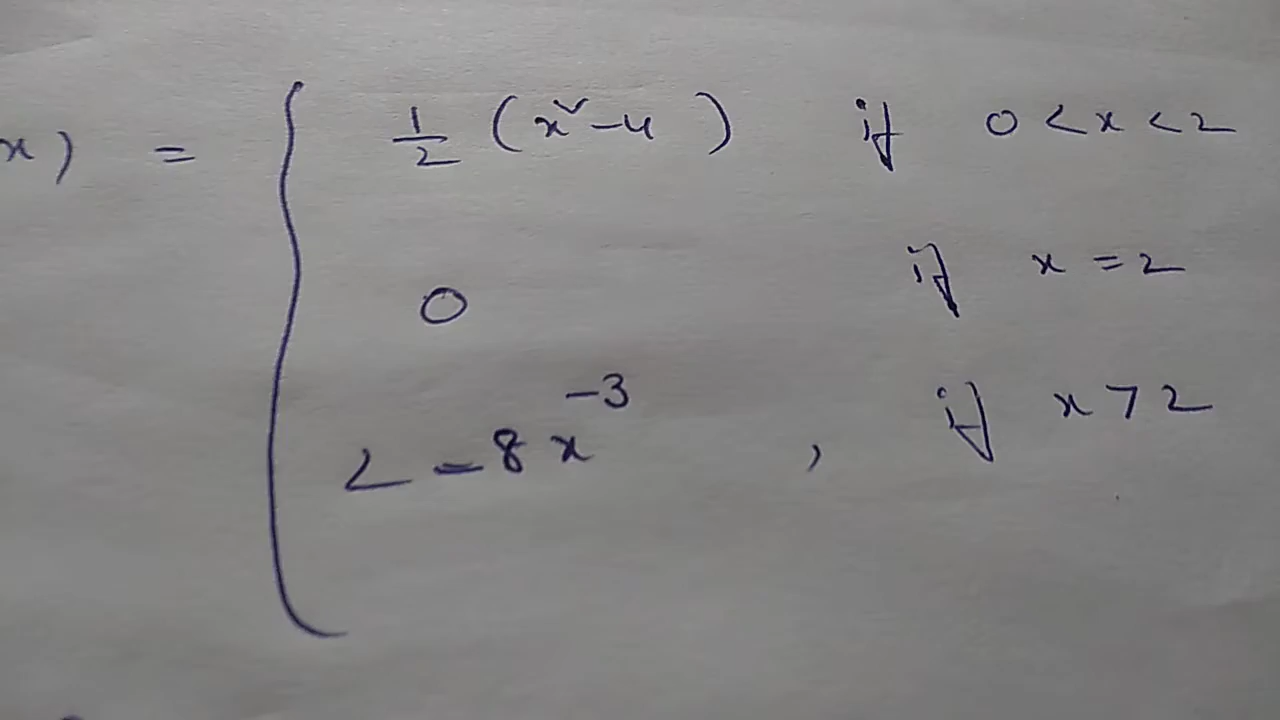 x) = { 1/2 (x² - 4) if 0 < x < 2
0 if x = 2
2 - 8x⁻³ , if x > 2